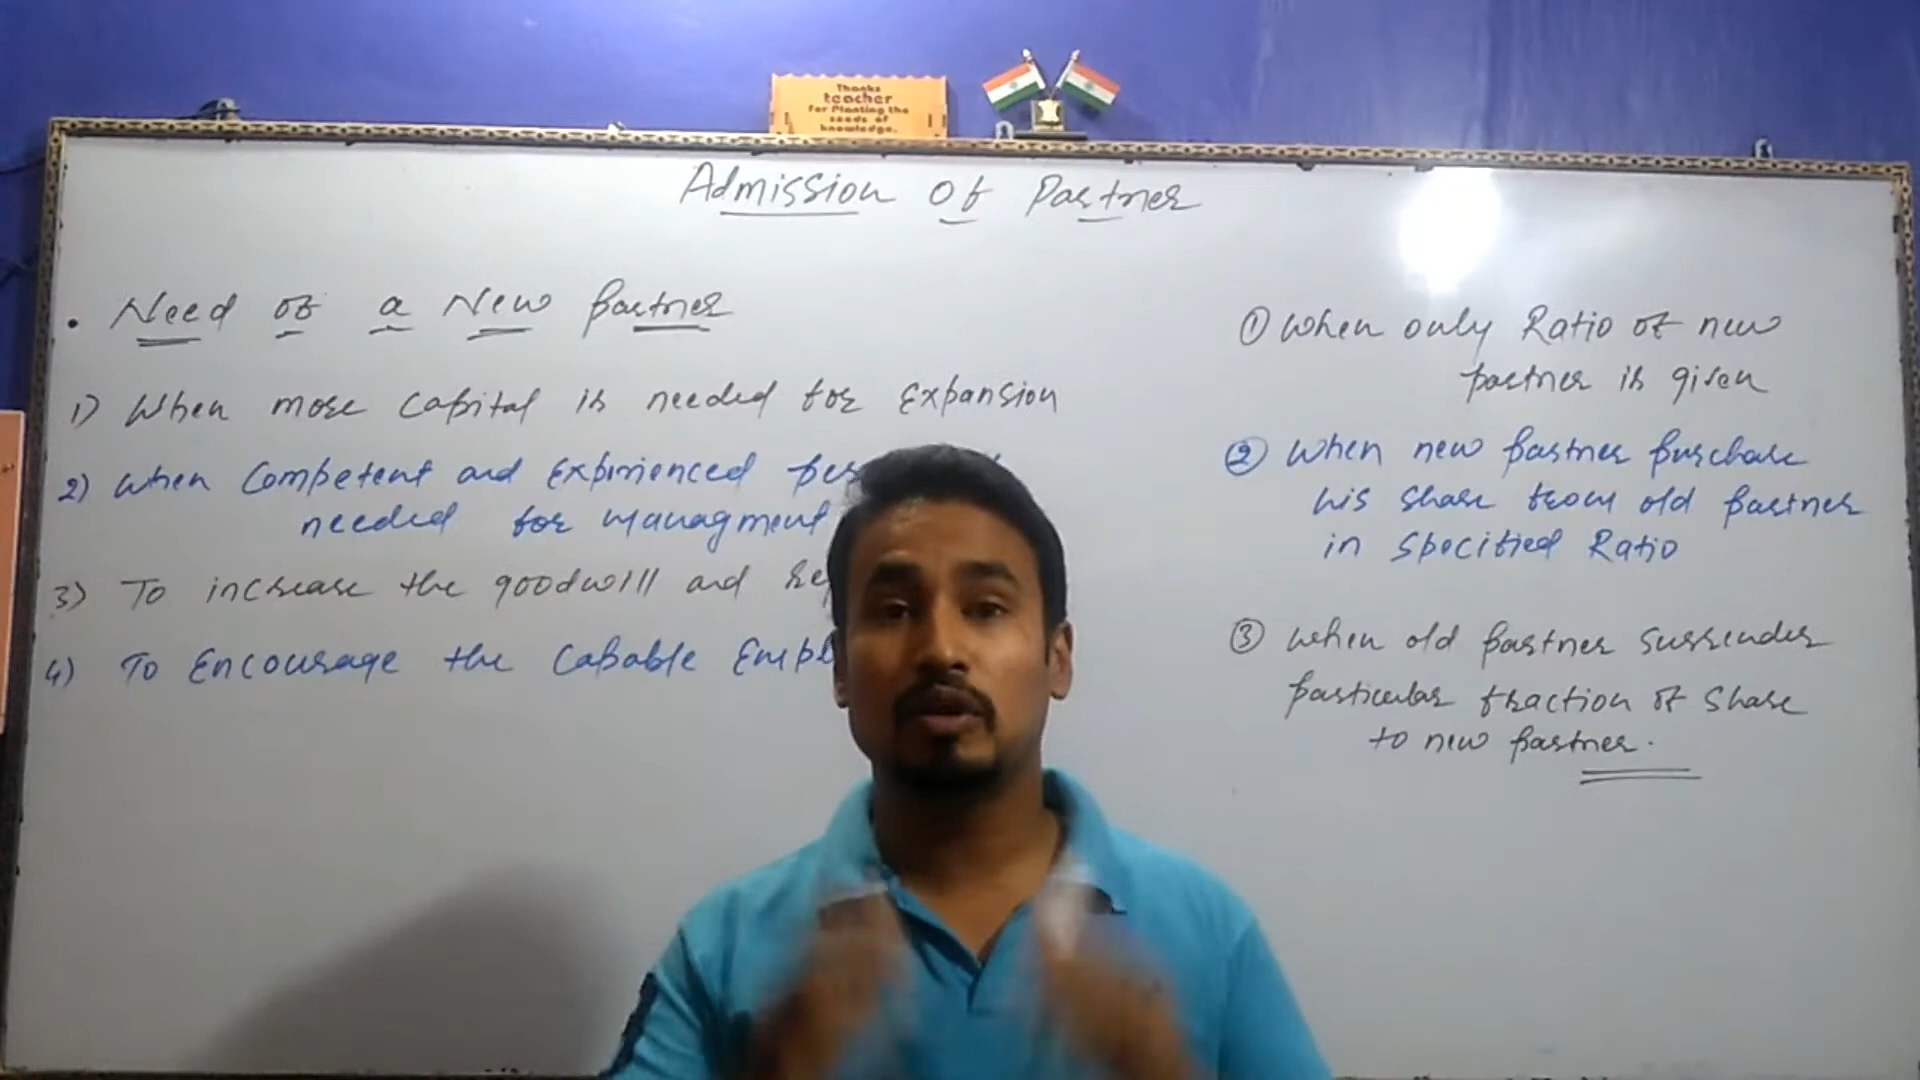 Thanks
teacher
for Planting the
seeds of
knowledge.
Admission of Partner
. Need of a New partner
1) When more capital is needed for Expansion
2) when Competent and Expirienced
needed for managment
3) To increase the goodwill and
4) To Encourage the Capable
① When only Ratio of new
partner is given
② When new partner purchase
his share from old partner
in specified Ratio
③ when old partner surrender
particular fraction of share
to new partner.